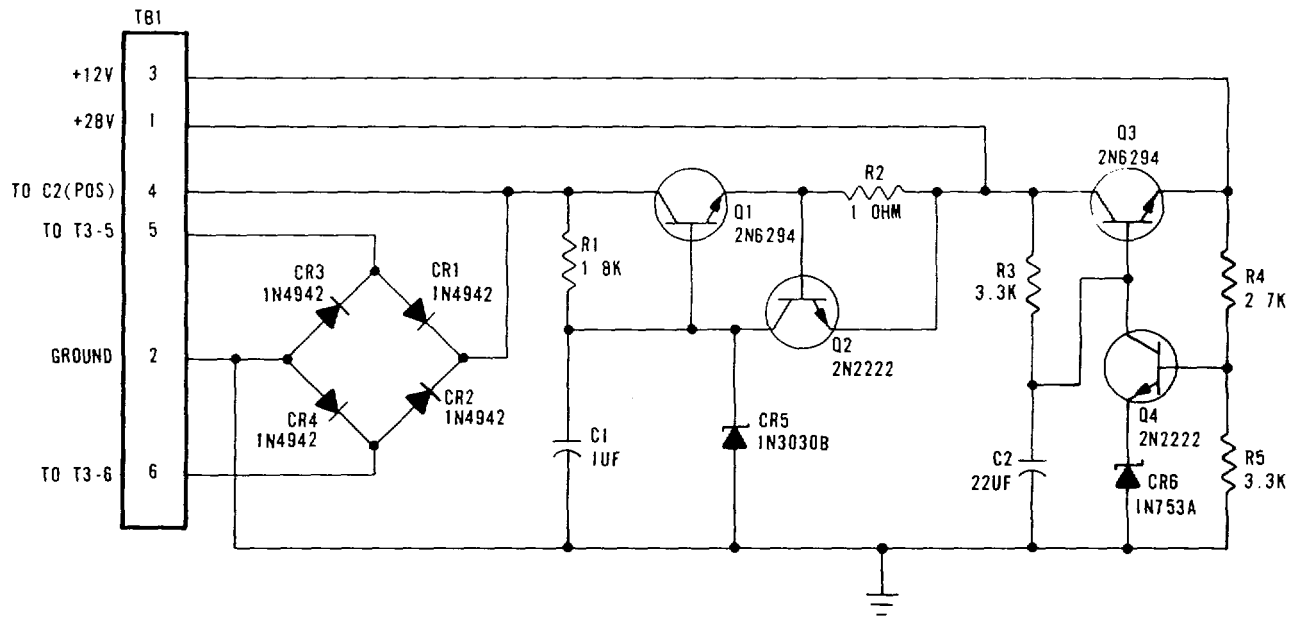 TB1
+12V 3
+28V 1
TO C2(POS) 4
TO T3-5 5
GROUND 2
TO T3-6 6
CR3
1N4942
CR1
1N4942
CR4
1N4942
CR2
1N4942
R1
1 8K
C1
1UF
Q1
2N6294
R2
1 OHM
Q2
2N2222
CR5
1N3030B
R3
3.3K
C2
22UF
Q3
2N6294
Q4
2N2222
CR6
1N753A
R4
2 7K
R5
3.3K